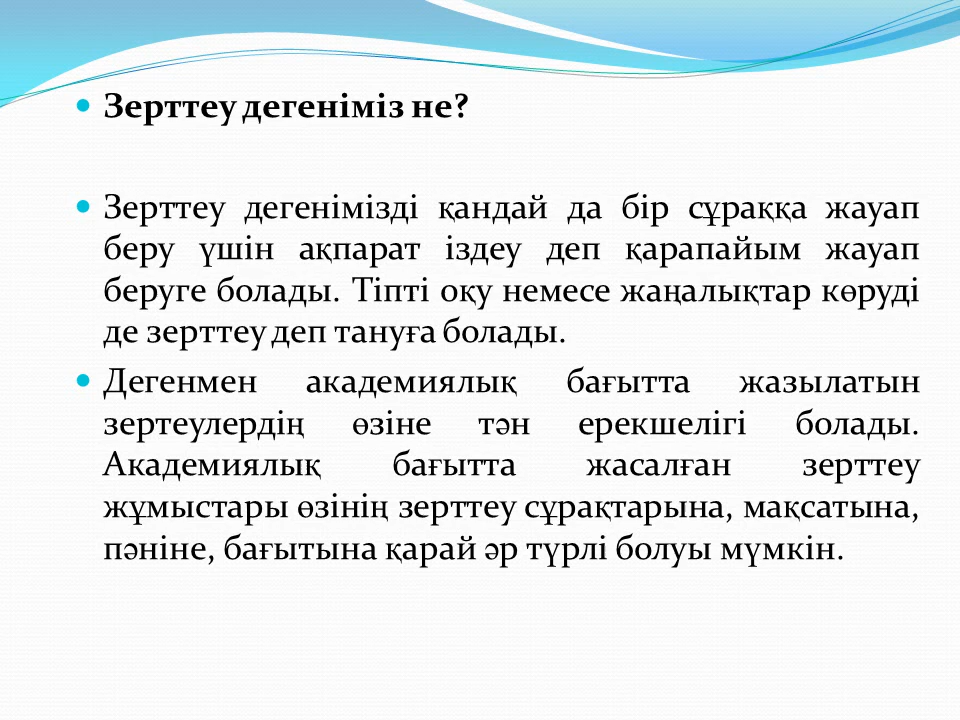 Зерттеу дегеніміз не?
Зерттеу дегенімізді қандай да бір сұраққа жауап
беру үшін ақпарат іздеу деп қарапайым жауап
беруге болады. Тіпті оқу немесе жаңалықтар көруді
де зерттеу деп тануға болады.
Дегенмен академиялық бағытта жазылатын
зертеулердің өзіне тән ерекшелігі болады.
Академиялық бағытта жасалған зерттеу
жұмыстары өзінің зерттеу сұрақтарына, мақсатына,
пәніне, бағытына қарай әр түрлі болуы мүмкін.